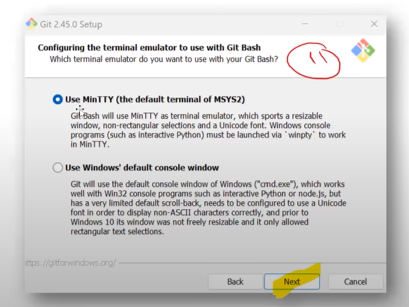 Git 2.45.0 Setup
Configuring the terminal emulator to use with Git Bash
Which terminal emulator do you want to use with your Git Bash?
11
Use MinTTY (the default terminal of MSYS2)
Git Bash will use MinTTY as terminal emulator, which sports a resizable
window, non-rectangular selections and a Unicode font. Windows console
programs (such as interactive Python) must be launched via `winpty` to work
in MinTTY.
Use Windows' default console window
Git will use the default console window of Windows ("cmd.exe"), which works
well with Win32 console programs such as interactive Python or node.js, but
has a very limited default scroll-back, needs to be configured to use a Unicode
font in order to display non-ASCII characters correctly, and prior to
Windows 10 its window was not freely resizable and it only allowed
rectangular text selections.
ttps://gitforwindows.org/
Back
Next
Cancel